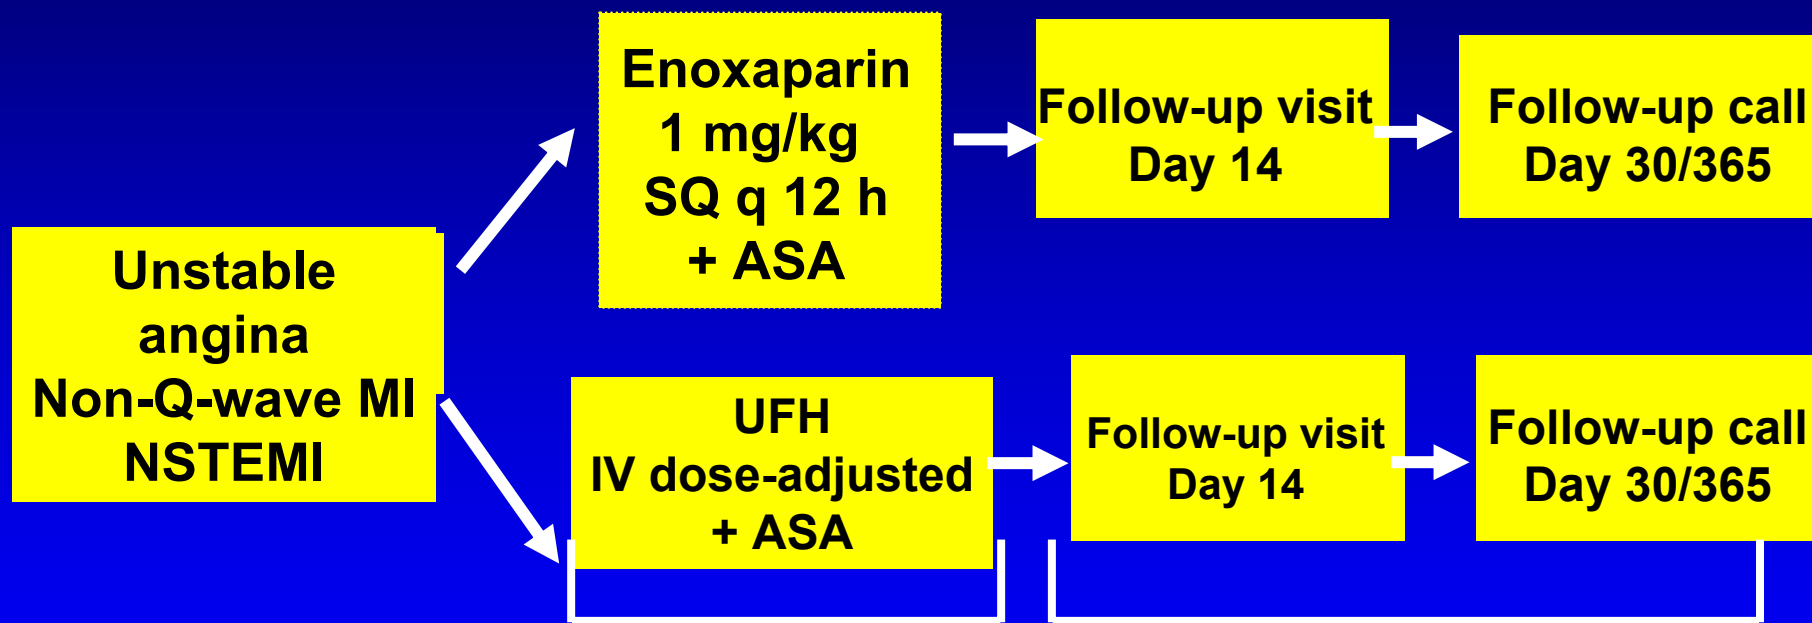 Unstable
angina
Non-Q-wave MI
NSTEMI
Enoxaparin
1 mg/kg
SQ q 12 h
+ ASA
Follow-up visit
Day 14
Follow-up call
Day 30/365
UFH
IV dose-adjusted
+ ASA
Follow-up visit
Day 14
Follow-up call
Day 30/365